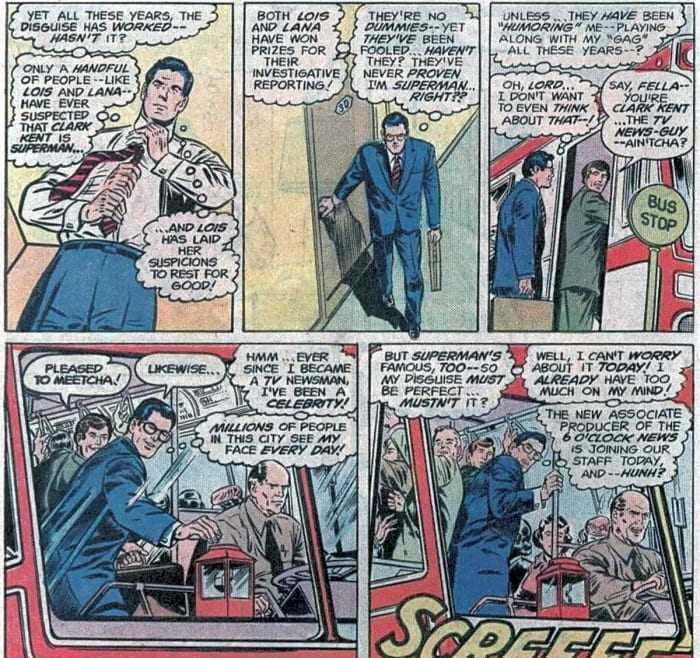 YET ALL THESE YEARS, THE
DISGUISE HAS WORKED--
HASN'T IT?
ONLY A HANDFUL
OF PEOPLE--LIKE
LOIS AND LANA--
HAVE EVER
SUSPECTED
THAT CLARK
KENT IS
SUPERMAN...
...AND LOIS
HAS LAID
HER
SUSPICIONS
TO REST FOR
GOOD!
BOTH LOIS
AND LANA
HAVE WON
PRIZES FOR
THEIR
INVESTIGATIVE
REPORTING!
THEY'RE NO
DUMMIES--YET
THEY'VE BEEN
FOOLED... HAVEN'T
THEY? THEY'VE
NEVER PROVEN
I'M SUPERMAN...
RIGHT??
UNLESS...THEY HAVE BEEN
"HUMORING" ME--PLAYING
ALONG WITH MY "GAG"
ALL THESE YEARS--?
OH, LORD...
I DON'T WANT
TO EVEN THINK
ABOUT THAT--!
SAY, FELLA--
YOU'RE
CLARK KENT
...THE TV
NEWS-GUY
--AIN'TCHA?
BUS
STOP
PLEASED
TO MEETCHA!
LIKEWISE...
HMM...EVER
SINCE I BECAME
A TV NEWSMAN,
I'VE BEEN A
CELEBRITY!
MILLIONS OF PEOPLE
IN THIS CITY SEE MY
FACE EVERY DAY!
BUT SUPERMAN'S
FAMOUS, TOO--SO
MY DISGUISE MUST
BE PERFECT...
MUSTN'T IT?
WELL, I CAN'T WORRY
ABOUT IT TODAY! I
ALREADY HAVE TOO
MUCH ON MY MIND!
THE NEW ASSOCIATE
PRODUCER OF THE
6 O'CLOCK NEWS
IS JOINING OUR
STAFF TODAY,
AND--HUNH?
SCREEEE